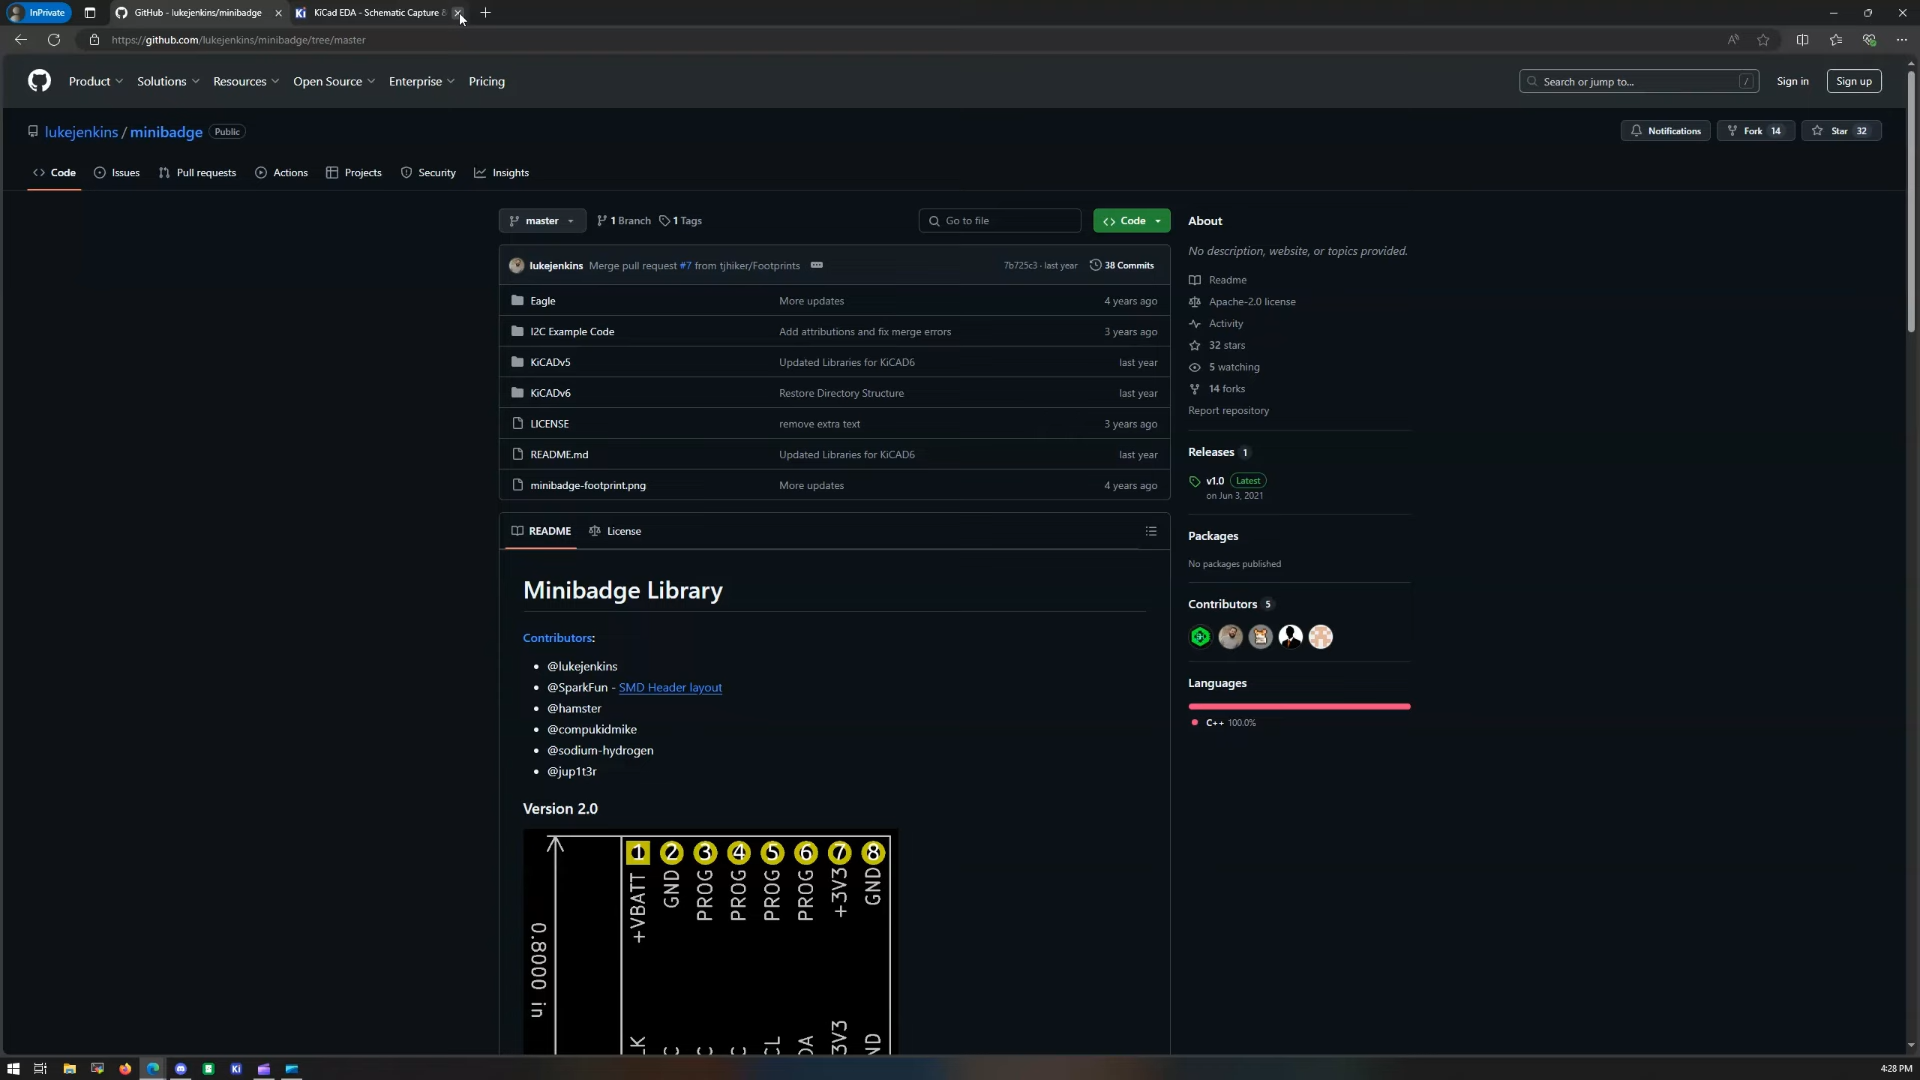 InPrivate
GitHub - lukejenkins/minibadge
Ki KiCad EDA - Schematic Capture &
https://github.com/lukejenkins/minibadge/tree/master
Product Solutions Resources Open Source Enterprise Pricing
Search or jump to... /
Sign in
Sign up
lukejenkins / minibadge Public
Notifications
Fork 14
Star 32
Code Issues Pull requests Actions Projects Security Insights
master
1 Branch
1 Tags
Go to file
Code
lukejenkins Merge pull request #7 from tjhiker/Footprints 7b725c3 · last year 38 Commits
Eagle More updates 4 years ago
I2C Example Code Add attributions and fix merge errors 3 years ago
KiCADv5 Updated Libraries for KiCAD6 last year
KiCADv6 Restore Directory Structure last year
LICENSE remove extra text 3 years ago
README.md Updated Libraries for KiCAD6 last year
minibadge-footprint.png More updates 4 years ago
README License
Minibadge Library
Contributors:
@lukejenkins
@SparkFun - SMD Header layout
@hamster
@compukidmike
@sodium-hydrogen
@jup1t3r
Version 2.0
1 2 3 4 5 6 7 8
+VBATT GND PROG PROG PROG PROG +3V3 GND
0.8000 in
LK C C C CL DA 3V3 ND
About
No description, website, or topics provided.
Readme
Apache-2.0 license
Activity
32 stars
5 watching
14 forks
Report repository
Releases 1
v1.0 Latest
on Jun 3, 2021
Packages
No packages published
Contributors 5
Languages
C++ 100.0%
Ki
4:28 PM